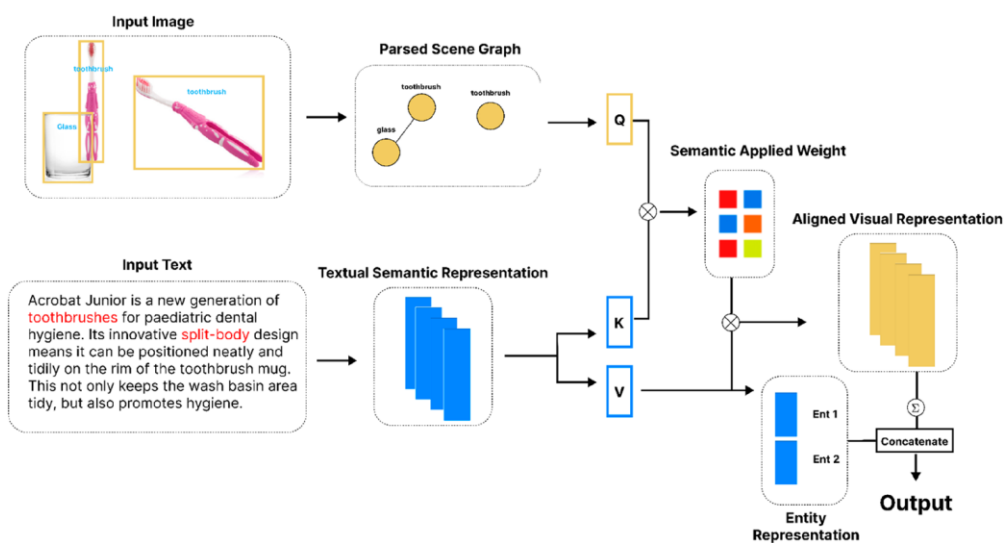 Input Image
toothbrush
toothbrush
Glass
Parsed Scene Graph
toothbrush
toothbrush
glass
Q
Semantic Applied Weight
Aligned Visual Representation
Input Text
Acrobat Junior is a new generation of
toothbrushes for paediatric dental
hygiene. Its innovative split-body design
means it can be positioned neatly and
tidily on the rim of the toothbrush mug.
This not only keeps the wash basin area
tidy, but also promotes hygiene.
Textual Semantic Representation
K
V
Ent 1
Ent 2
Entity
Representation
Σ
Concatenate
Output